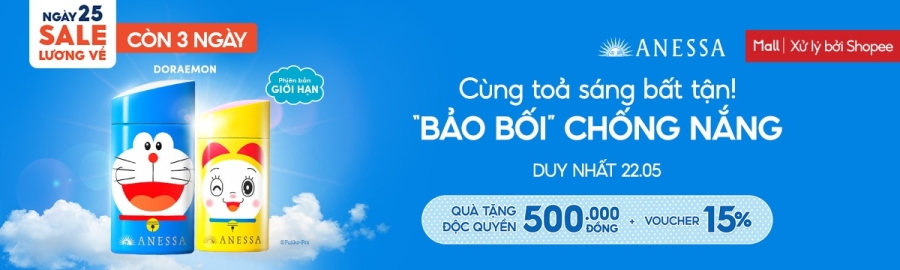 NGÀY 25
SALE
LƯƠNG VỀ
CÒN 3 NGÀY
DORAEMON
Phiên bản
GIỚI HẠN
ANESSA
ANESSA
©Fujiko-Pro
ANESSA
Mall | Xử lý bởi Shopee
Cùng toả sáng bất tận!
"BẢO BỐI" CHỐNG NẮNG
DUY NHẤT 22.05
QUÀ TẶNG
ĐỘC QUYỀN
500.000
ĐỒNG
• VOUCHER 15%